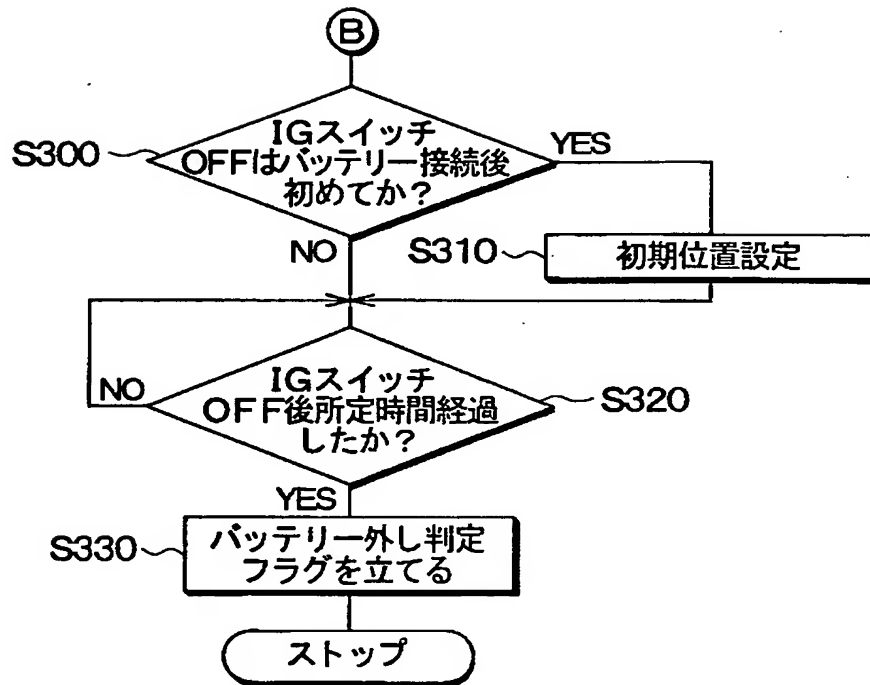 B
S300
IGスイッチ
OFFはバッテリー接続後
初めてか？
YES
NO
S310
初期位置設定
NO
IGスイッチ
OFF後所定時間経過
したか？
S320
YES
S330
バッテリー外し判定
フラグを立てる
ストップ